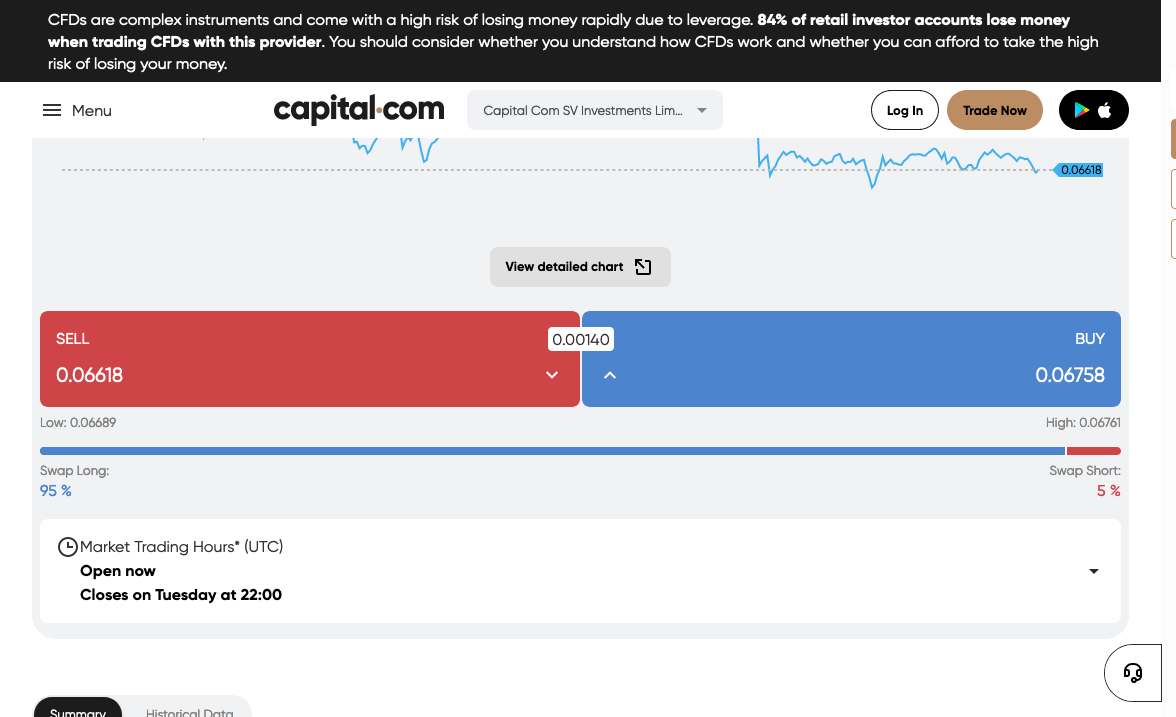 CFDs are complex instruments and come with a high risk of losing money rapidly due to leverage. 84% of retail investor accounts lose money
when trading CFDs with this provider. You should consider whether you understand how CFDs work and whether you can afford to take the high
risk of losing your money.
Menu
capital.com
Capital Com SV Investments Lim...
Log In
Trade Now
0.06618
View detailed chart
SELL
0.00140
BUY
0.06618
0.06758
Low: 0.06689
High: 0.06761
Swap Long:
Swap Short:
95 %
5 %
Market Trading Hours* (UTC)
Open now
Closes on Tuesday at 22:00
Summary
Historical Data